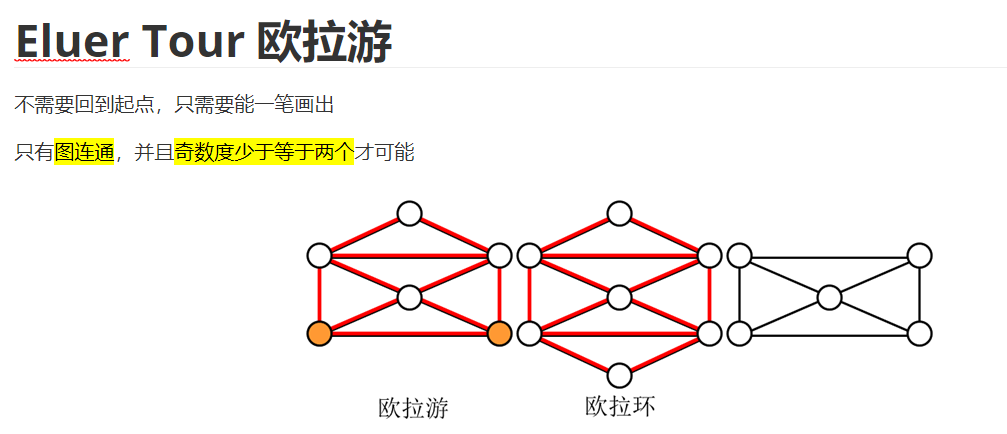 Eluer Tour 欧拉游
不需要回到起点，只需要能一笔画出
只有图连通，并且奇数度少于等于两个才可能
欧拉游
欧拉环